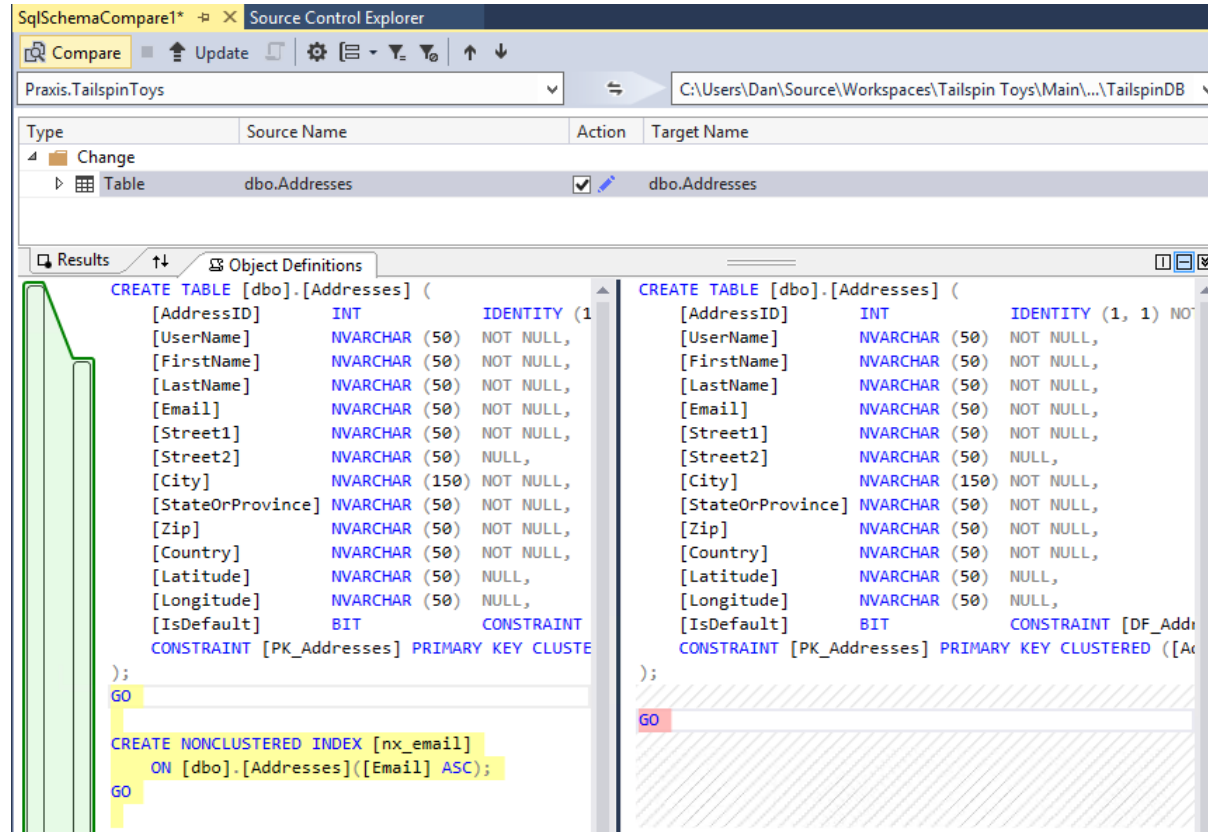 SqlSchemaCompare1* Source Control Explorer
Compare Update
Praxis.TailspinToys C:\Users\Dan\Source\Workspaces\Tailspin Toys\Main\...\TailspinDB
Type Source Name Action Target Name
Change
Table dbo.Addresses dbo.Addresses
Results Object Definitions
CREATE TABLE [dbo].[Addresses] (
[AddressID] INT IDENTITY (1
[UserName] NVARCHAR (50) NOT NULL,
[FirstName] NVARCHAR (50) NOT NULL,
[LastName] NVARCHAR (50) NOT NULL,
[Email] NVARCHAR (50) NOT NULL,
[Street1] NVARCHAR (50) NOT NULL,
[Street2] NVARCHAR (50) NULL,
[City] NVARCHAR (150) NOT NULL,
[StateOrProvince] NVARCHAR (50) NOT NULL,
[Zip] NVARCHAR (50) NOT NULL,
[Country] NVARCHAR (50) NOT NULL,
[Latitude] NVARCHAR (50) NULL,
[Longitude] NVARCHAR (50) NULL,
[IsDefault] BIT CONSTRAINT
CONSTRAINT [PK_Addresses] PRIMARY KEY CLUSTE
);
GO
CREATE NONCLUSTERED INDEX [nx_email]
ON [dbo].[Addresses]([Email] ASC);
GO
CREATE TABLE [dbo].[Addresses] (
[AddressID] INT IDENTITY (1, 1) NOT
[UserName] NVARCHAR (50) NOT NULL,
[FirstName] NVARCHAR (50) NOT NULL,
[LastName] NVARCHAR (50) NOT NULL,
[Email] NVARCHAR (50) NOT NULL,
[Street1] NVARCHAR (50) NOT NULL,
[Street2] NVARCHAR (50) NULL,
[City] NVARCHAR (150) NOT NULL,
[StateOrProvince] NVARCHAR (50) NOT NULL,
[Zip] NVARCHAR (50) NOT NULL,
[Country] NVARCHAR (50) NOT NULL,
[Latitude] NVARCHAR (50) NULL,
[Longitude] NVARCHAR (50) NULL,
[IsDefault] BIT CONSTRAINT [DF_Addr
CONSTRAINT [PK_Addresses] PRIMARY KEY CLUSTERED ([Ad
);
GO